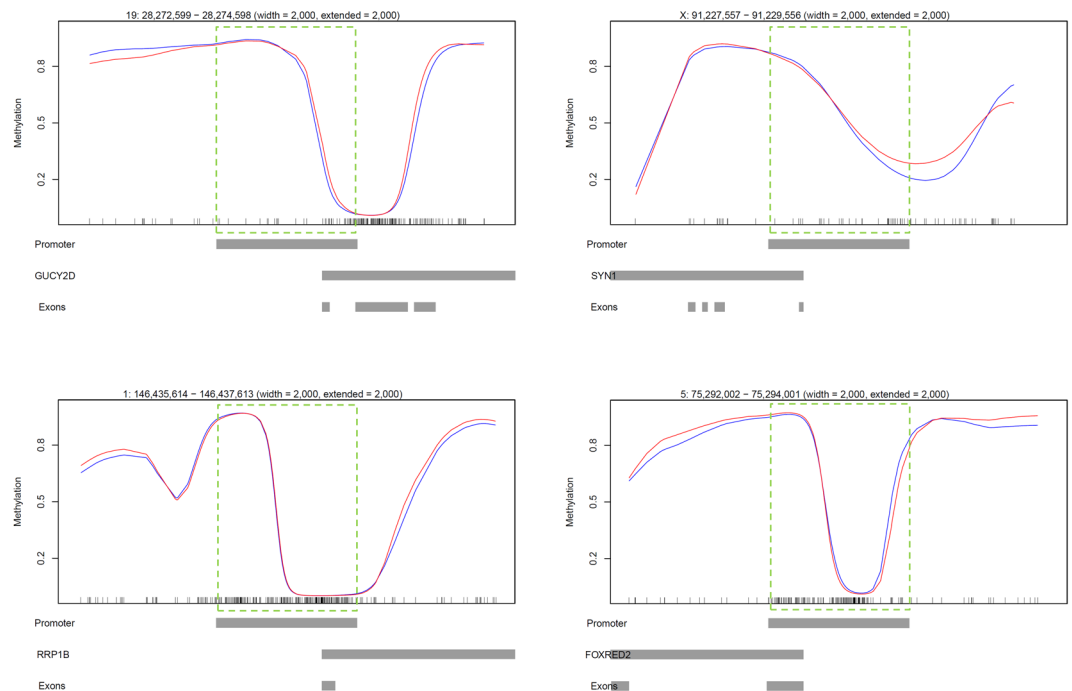 19: 28,272,599 − 28,274,598 (width = 2,000, extended = 2,000)
Methylation
0.8
0.5
0.2
Promoter
GUCY2D
Exons
X: 91,227,557 − 91,229,556 (width = 2,000, extended = 2,000)
Methylation
0.8
0.5
0.2
Promoter
SYN1
Exons
1: 146,435,614 − 146,437,613 (width = 2,000, extended = 2,000)
Methylation
0.8
0.5
0.2
Promoter
RRP1B
Exons
5: 75,292,002 − 75,294,001 (width = 2,000, extended = 2,000)
Methylation
0.8
0.5
0.2
Promoter
FOXRED2
Exons